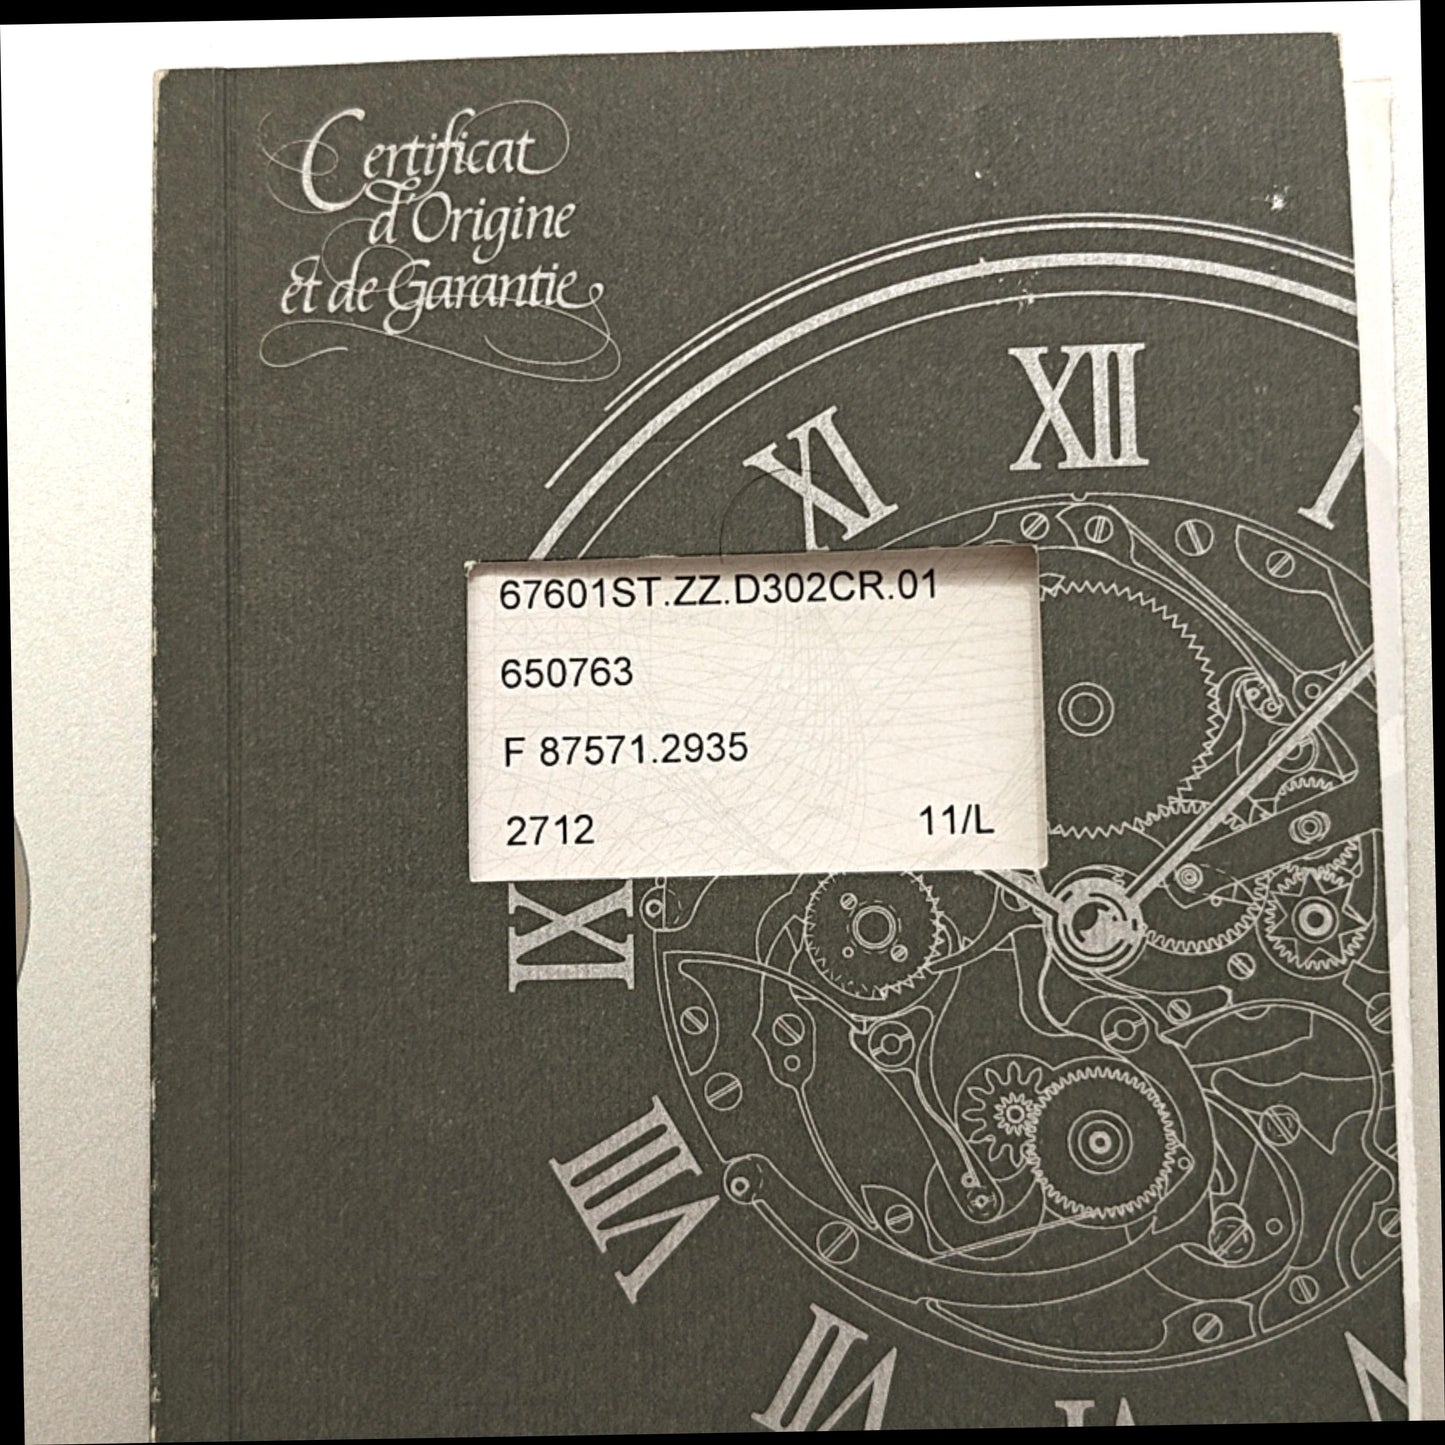 Certificat
d'Origine
et de Garantie
XII
XI
I
67601ST.ZZ.D302CR.01
650763
F 87571.2935
2712 11/L
IX
VIII
VII